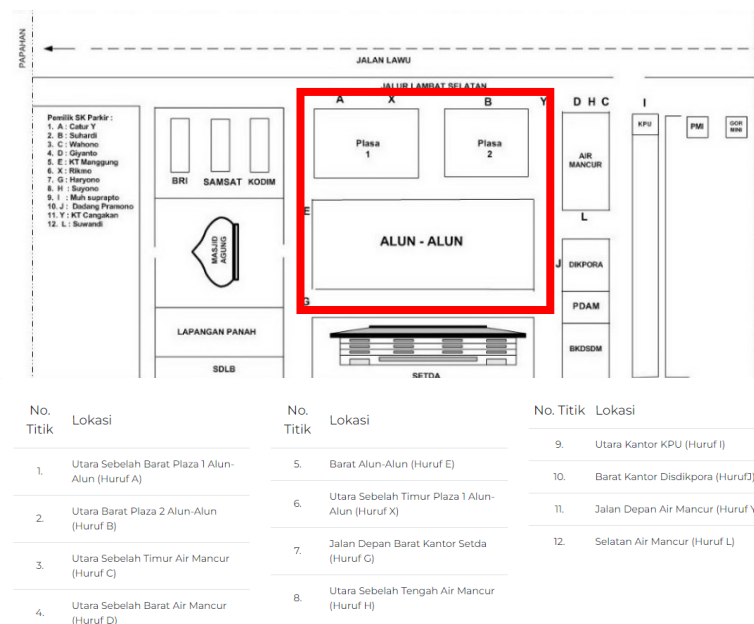 PAPAHAN
JALAN LAWU
JALUR LAMBAT SELATAN
A X B Y D H C I
Pemilik SK Parkir :
1. A : Catur Y
2. B : Suhardi
3. C : Wahono
4. D : Giyanto
5. E : KT Manggung
6. X : Rikmo
7. G : Haryono
8. H : Suyono
9. I : Muh suprapto
10. J : Dadang Pramono
11. Y : KT Cangakan
12. L : Suwandi
BRI SAMSAT KODIM
Plasa
1
Plasa
2
AIR
MANCUR
KPU
PMI
GOR
MINI
L
E
ALUN - ALUN
MASJID
AGUNG
J
DIKPORA
G
PDAM
LAPANGAN PANAH
BKDSDM
SDLB
SETDA
No.
Titik
Lokasi
1.
Utara Sebelah Barat Plaza 1 Alun-
Alun (Huruf A)
2.
Utara Barat Plaza 2 Alun-Alun
(Huruf B)
3.
Utara Sebelah Timur Air Mancur
(Huruf C)
4.
Utara Sebelah Barat Air Mancur
(Huruf D)
No.
Titik
Lokasi
5.
Barat Alun-Alun (Huruf E)
6.
Utara Sebelah Timur Plaza 1 Alun-
Alun (Huruf X)
7.
Jalan Depan Barat Kantor Setda
(Huruf G)
8.
Utara Sebelah Tengah Air Mancur
(Huruf H)
No. Titik Lokasi
9. Utara Kantor KPU (Huruf I)
10. Barat Kantor Disdikpora (HurufJ)
11. Jalan Depan Air Mancur (Huruf Y
12. Selatan Air Mancur (Huruf L)